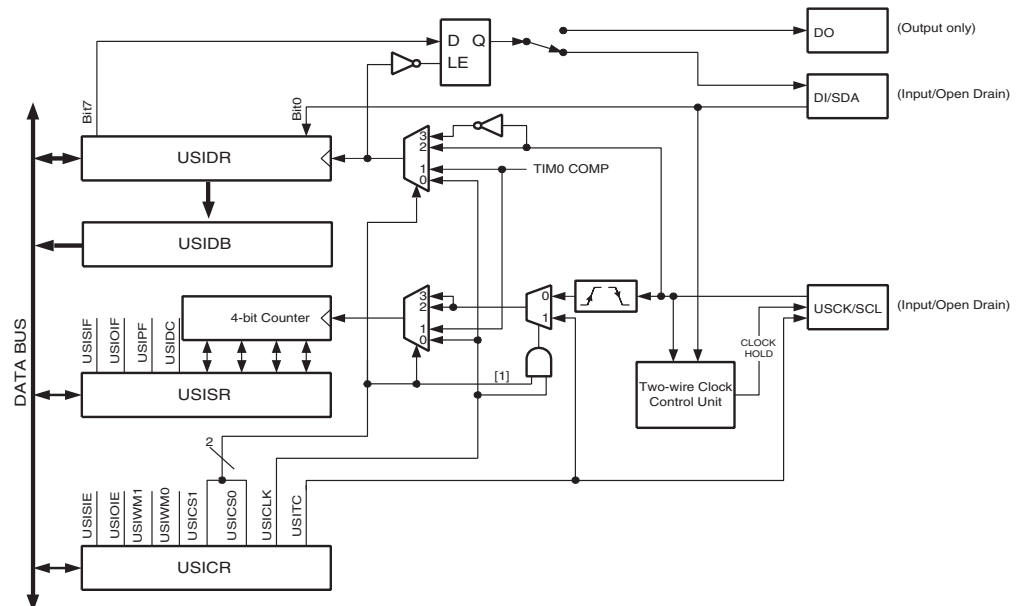 DO
(Output only)
D Q
LE
DI/SDA
(Input/Open Drain)
Bit7
Bit0
USIDR
3
2
1
0
TIM0 COMP
USIDB
4-bit Counter
3
2
1
0
0
1
USCK/SCL
(Input/Open Drain)
CLOCK
HOLD
[1]
Two-wire Clock
Control Unit
USISIF
USIOIF
USIPF
USIDC
USISR
DATA BUS
2
USISIE
USIOIE
USIWM1
USIWM0
USICS1
USICS0
USICLK
USITC
USICR